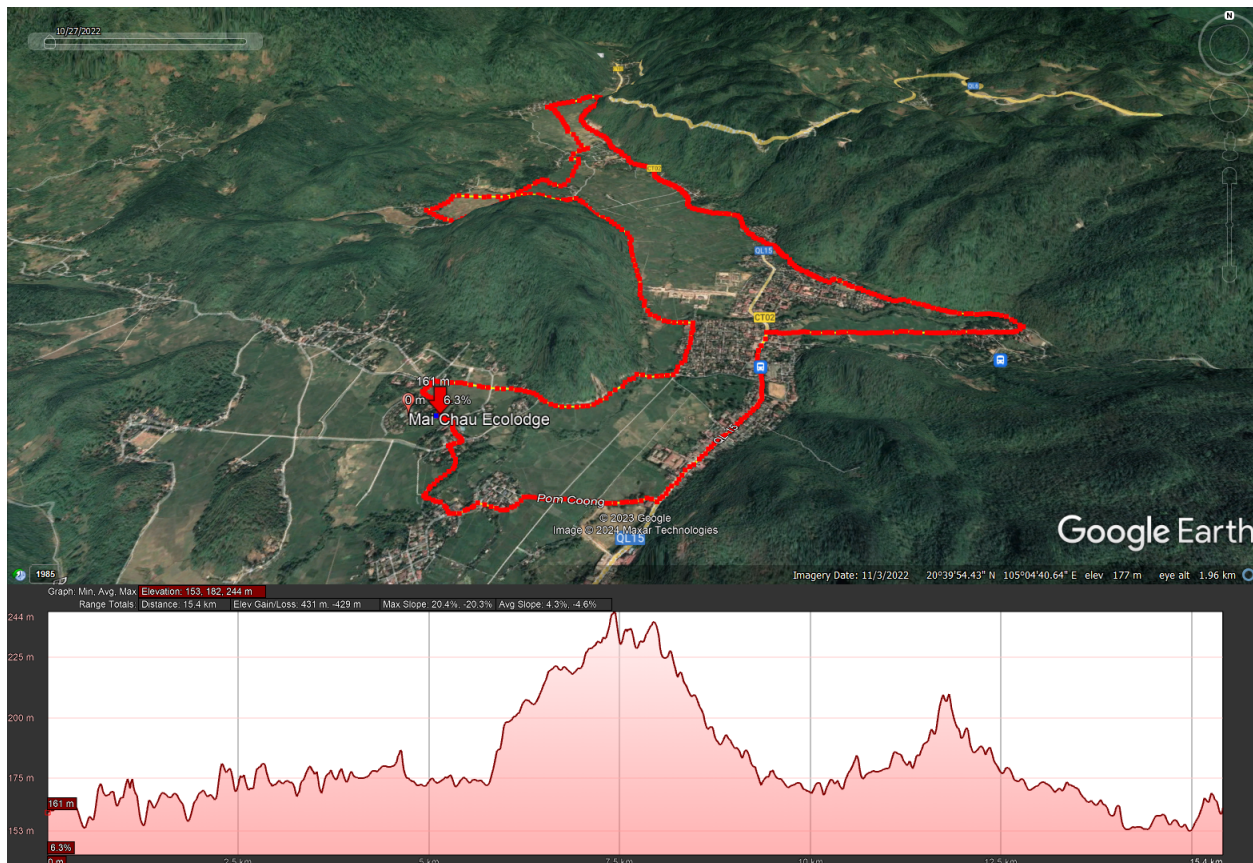 N
10/27/2022
CT02
QL6
CT02
QL15
CT02
161 m
0 m 6.3%
Mai Chau Ecolodge
QL15
Pom Coong
© 2023 Google
Image © 2024 Maxar Technologies
QL15
Google Earth
1985
Imagery Date: 11/3/2022 20°39'54.43" N 105°04'40.64" E elev 177 m eye alt 1.96 km
Graph: Min, Avg, Max Elevation: 153, 182, 244 m
Range Totals: Distance: 15.4 km Elev Gain/Loss: 431 m, -429 m Max Slope: 20.4%, -20.3% Avg Slope: 4.3%, -4.6%
244 m
225 m
200 m
175 m
161 m
153 m
6.3%
0 m 2.5 km 5 km 7.5 km 10 km 12.5 km 15.4 km